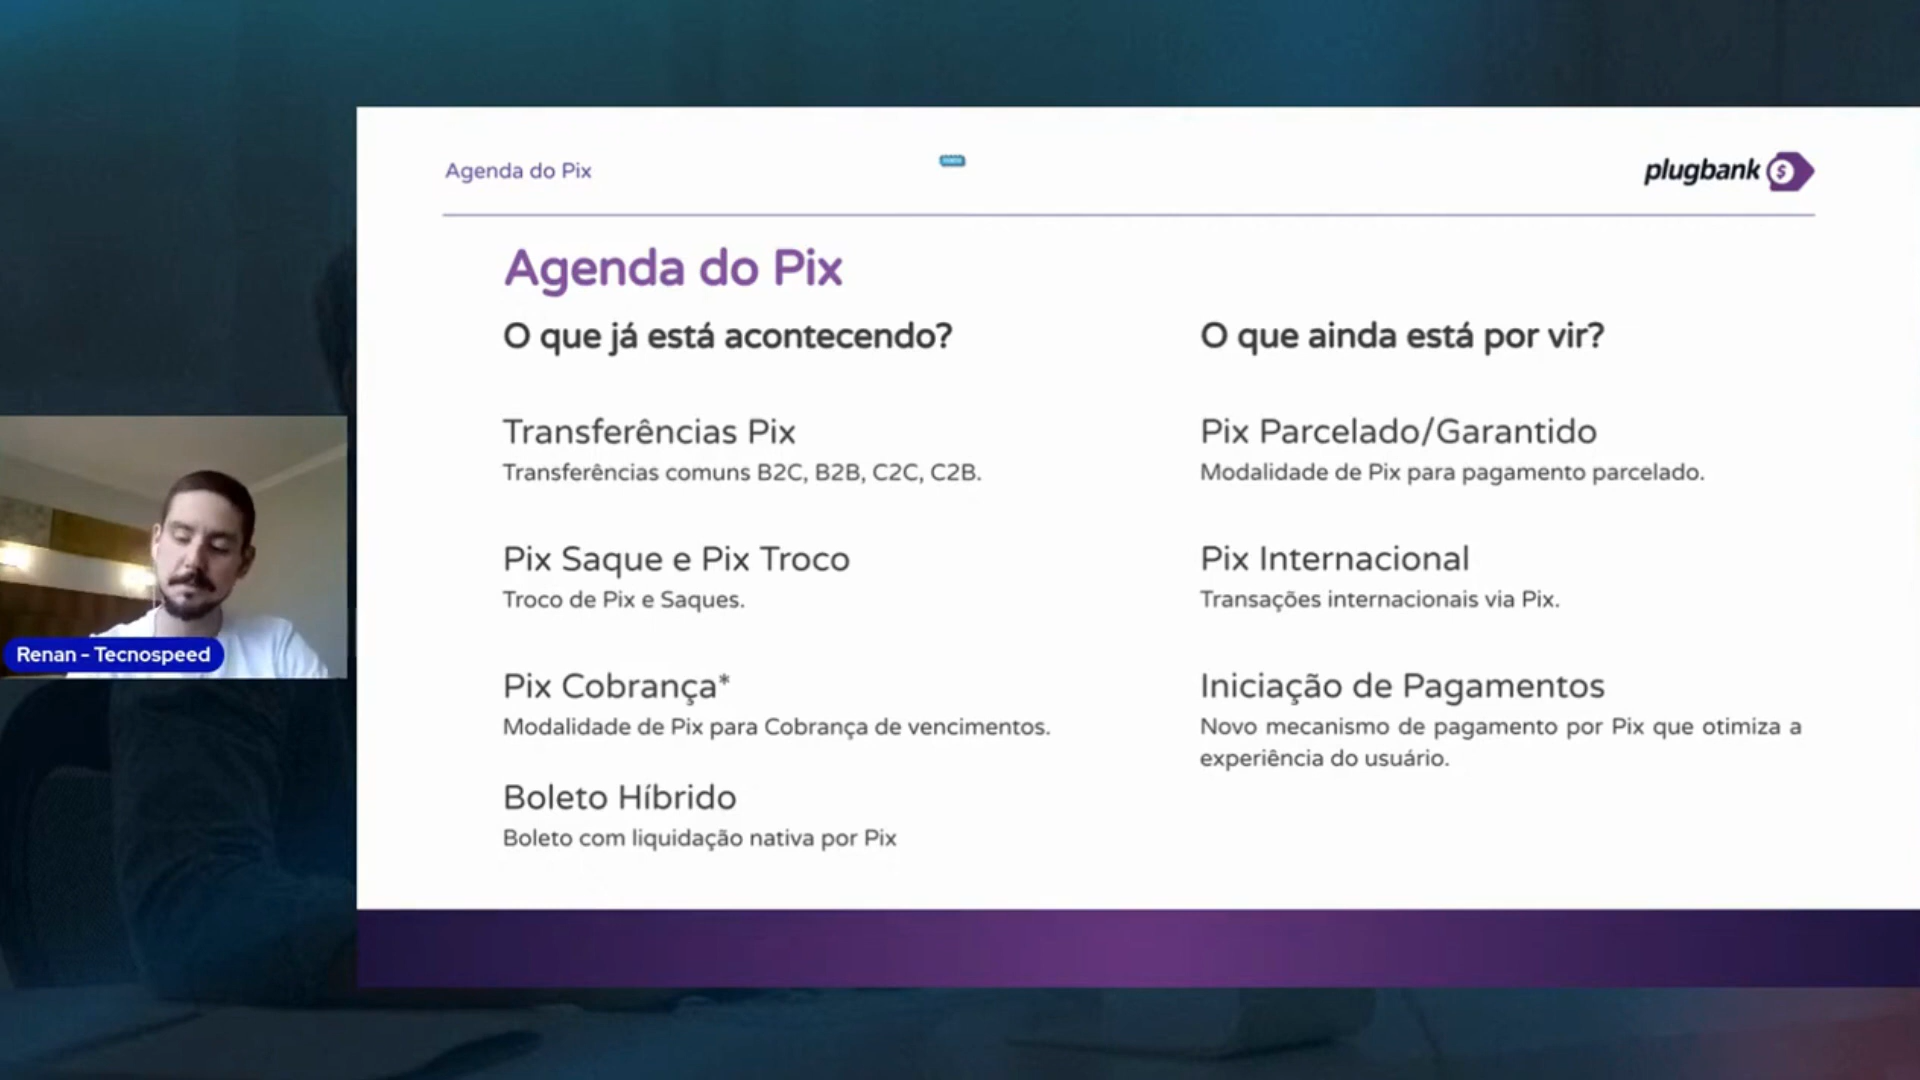 Agenda do Pix
plugbank
$
Agenda do Pix
O que já está acontecendo?
Transferências Pix
Transferências comuns B2C, B2B, C2C, C2B.
Pix Saque e Pix Troco
Troco de Pix e Saques.
Pix Cobrança*
Modalidade de Pix para Cobrança de vencimentos.
Boleto Híbrido
Boleto com liquidação nativa por Pix
O que ainda está por vir?
Pix Parcelado/Garantido
Modalidade de Pix para pagamento parcelado.
Pix Internacional
Transações internacionais via Pix.
Iniciação de Pagamentos
Novo mecanismo de pagamento por Pix que otimiza a
experiência do usuário.
Renan - Tecnospeed